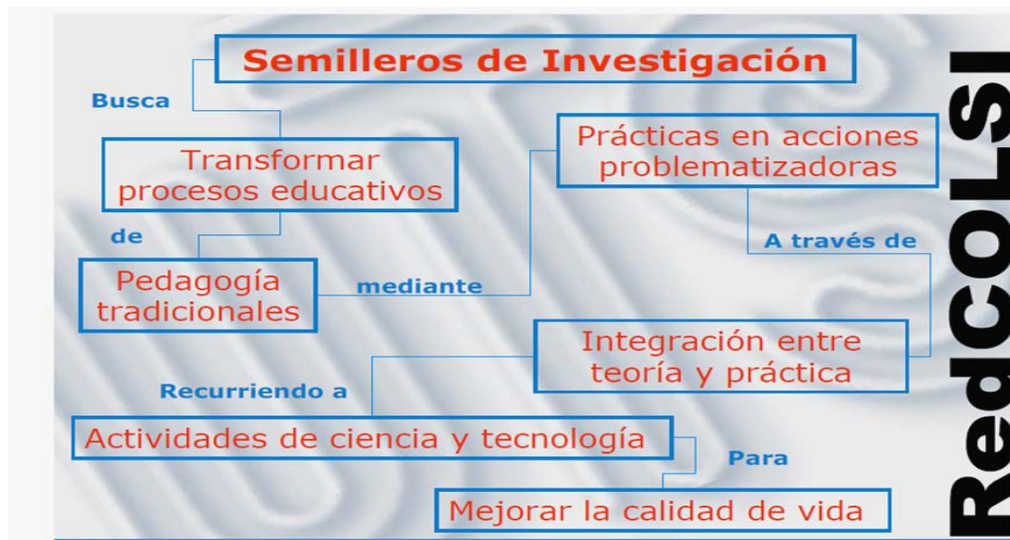 Semilleros de Investigación
Busca
Transformar
procesos educativos
de
Pedagogía
tradicionales
mediante
Prácticas en acciones
problematizadoras
A través de
Integración entre
teoría y práctica
Recurriendo a
Actividades de ciencia y tecnología
Para
Mejorar la calidad de vida
RedCOLSI